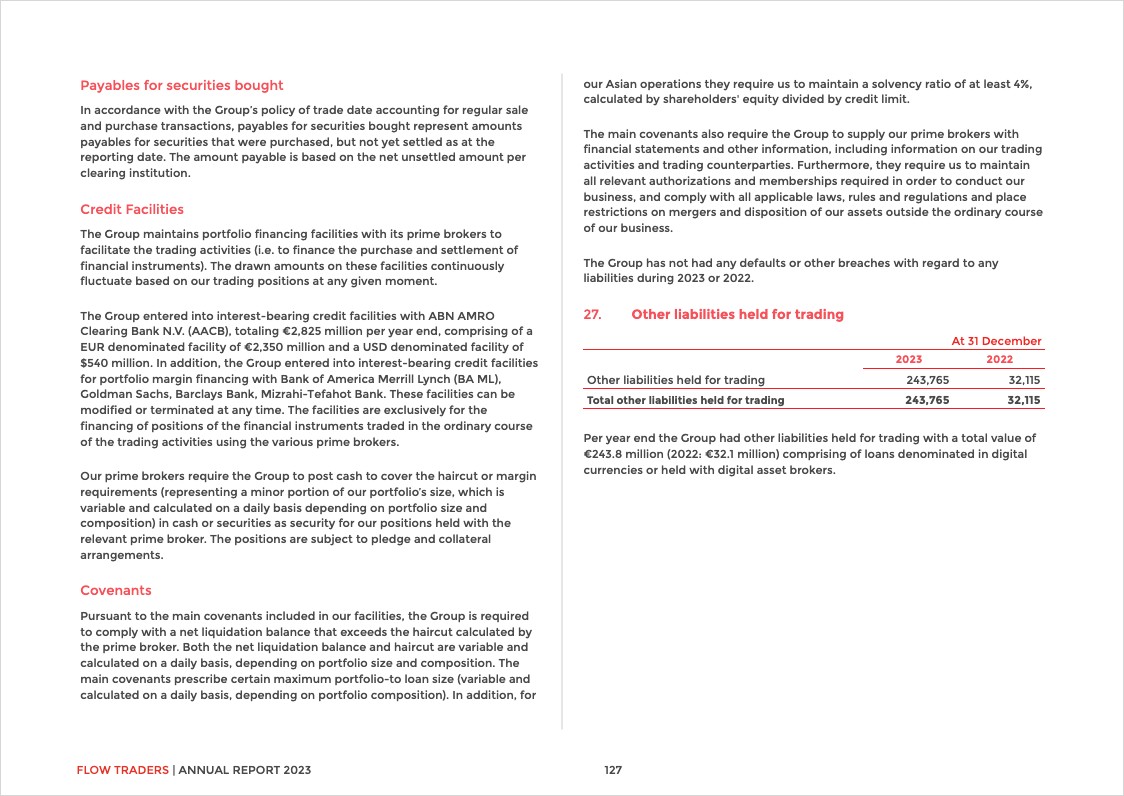 Payables for securities bought
In accordance with the Group's policy of trade date accounting for regular sale
and purchase transactions, payables for securities bought represent amounts
payables for securities that were purchased, but not yet settled as at the
reporting date. The amount payable is based on the net unsettled amount per
clearing institution.
Credit Facilities
The Group maintains portfolio financing facilities with its prime brokers to
facilitate the trading activities (i.e. to finance the purchase and settlement of
financial instruments). The drawn amounts on these facilities continuously
fluctuate based on our trading positions at any given moment.
The Group entered into interest-bearing credit facilities with ABN AMRO
Clearing Bank N.V. (AACB), totaling €2,825 million per year end, comprising of a
EUR denominated facility of €2,350 million and a USD denominated facility of
$540 million. In addition, the Group entered into interest-bearing credit facilities
for portfolio margin financing with Bank of America Merrill Lynch (BA ML),
Goldman Sachs, Barclays Bank, Mizrahi-Tefahot Bank. These facilities can be
modified or terminated at any time. The facilities are exclusively for the
financing of positions of the financial instruments traded in the ordinary course
of the trading activities using the various prime brokers.
Our prime brokers require the Group to post cash to cover the haircut or margin
requirements (representing a minor portion of our portfolio's size, which is
variable and calculated on a daily basis depending on portfolio size and
composition) in cash or securities as security for our positions held with the
relevant prime broker. The positions are subject to pledge and collateral
arrangements.
Covenants
Pursuant to the main covenants included in our facilities, the Group is required
to comply with a net liquidation balance that exceeds the haircut calculated by
the prime broker. Both the net liquidation balance and haircut are variable and
calculated on a daily basis, depending on portfolio size and composition. The
main covenants prescribe certain maximum portfolio-to loan size (variable and
calculated on a daily basis, depending on portfolio composition). In addition, for
our Asian operations they require us to maintain a solvency ratio of at least 4%,
calculated by shareholders' equity divided by credit limit.
The main covenants also require the Group to supply our prime brokers with
financial statements and other information, including information on our trading
activities and trading counterparties. Furthermore, they require us to maintain
all relevant authorizations and memberships required in order to conduct our
business, and comply with all applicable laws, rules and regulations and place
restrictions on mergers and disposition of our assets outside the ordinary course
of our business.
The Group has not had any defaults or other breaches with regard to any
liabilities during 2023 or 2022.
27. Other liabilities held for trading
At 31 December
2023 2022
Other liabilities held for trading 243,765 32,115
Total other liabilities held for trading 243,765 32,115
Per year end the Group had other liabilities held for trading with a total value of
€243.8 million (2022: €32.1 million) comprising of loans denominated in digital
currencies or held with digital asset brokers.
FLOW TRADERS | ANNUAL REPORT 2023 127